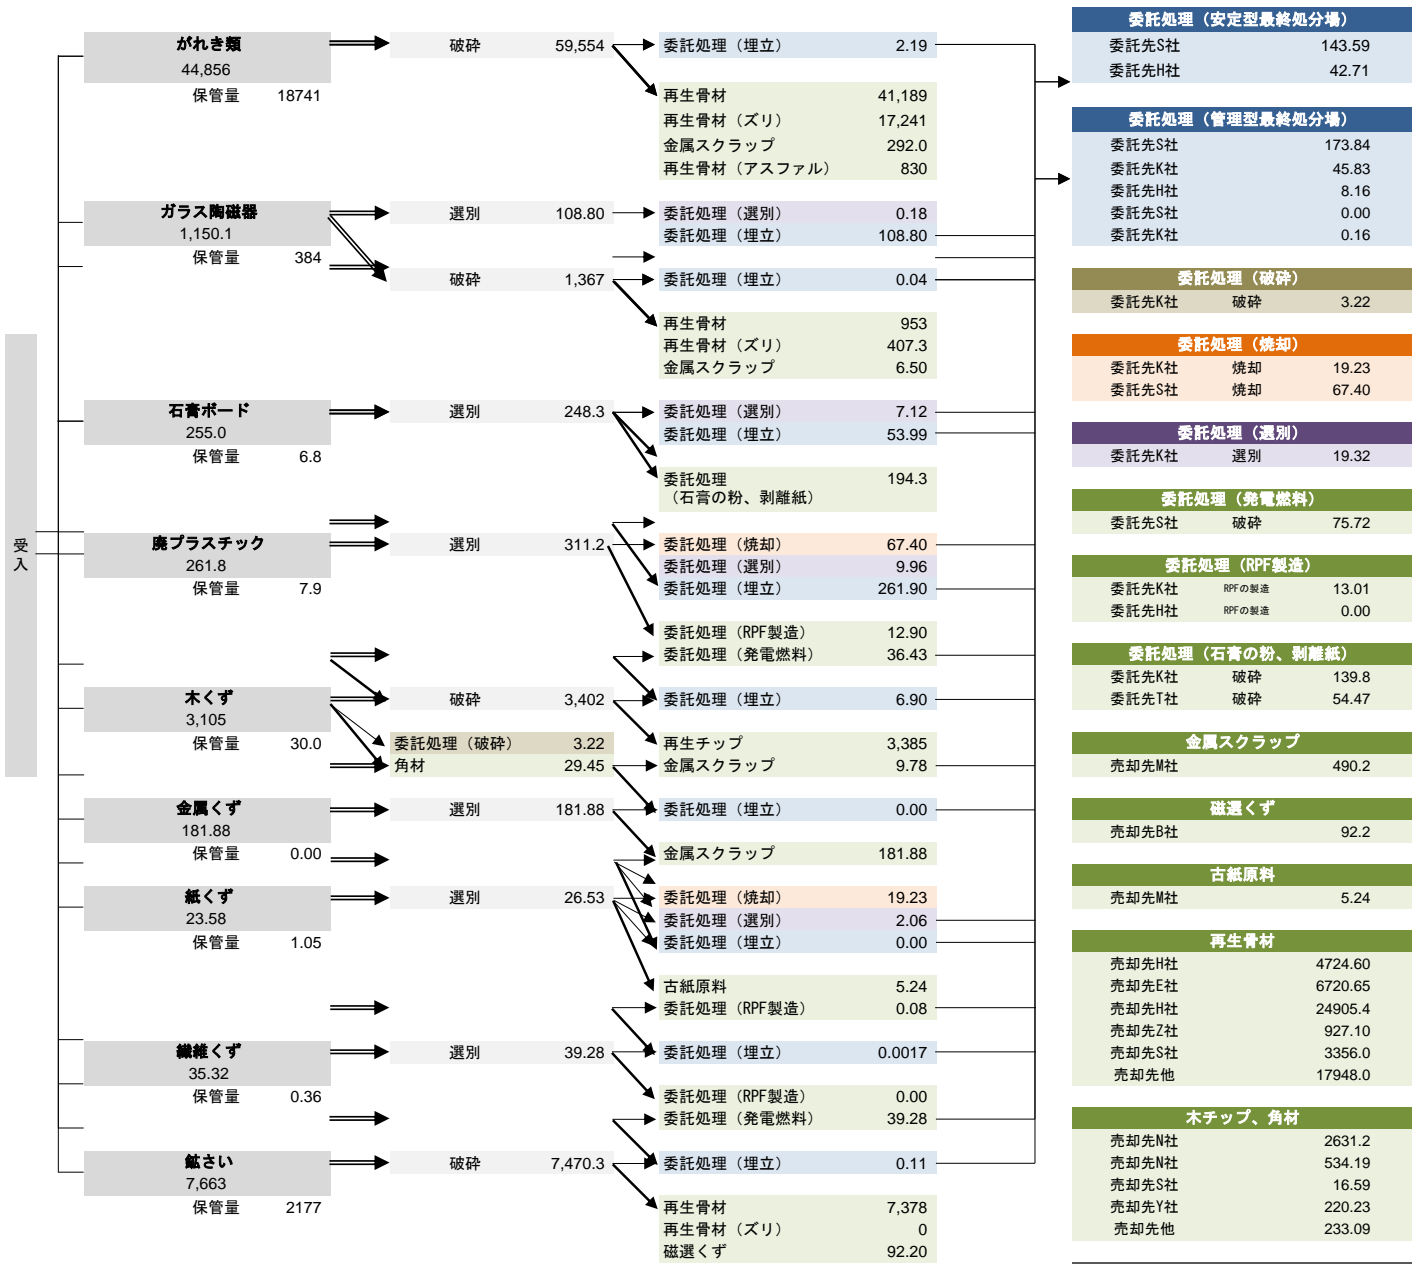 受入
がれき類
44,856
保管量 18741
破砕 59,554
委託処理（埋立） 2.19
再生骨材 41,189
再生骨材（ズリ） 17,241
金属スクラップ 292.0
再生骨材（アスファル） 830
ガラス陶磁器
1,150.1
保管量 384
選別 108.80
委託処理（選別） 0.18
委託処理（埋立） 108.80
破砕 1,367
委託処理（埋立） 0.04
再生骨材 953
再生骨材（ズリ） 407.3
金属スクラップ 6.50
石膏ボード
255.0
保管量 6.8
選別 248.3
委託処理（選別） 7.12
委託処理（埋立） 53.99
委託処理 194.3
（石膏の粉、剥離紙）
廃プラスチック
261.8
保管量 7.9
選別 311.2
委託処理（焼却） 67.40
委託処理（選別） 9.96
委託処理（埋立） 261.90
委託処理（RPF製造） 12.90
委託処理（発電燃料） 36.43
木くず
3,105
保管量 30.0
破砕 3,402
委託処理（破砕） 3.22
角材 29.45
委託処理（埋立） 6.90
再生チップ 3,385
金属スクラップ 9.78
金属くず
181.88
保管量 0.00
選別 181.88
委託処理（埋立） 0.00
金属スクラップ 181.88
紙くず
23.58
保管量 1.05
選別 26.53
委託処理（焼却） 19.23
委託処理（選別） 2.06
委託処理（埋立） 0.00
古紙原料 5.24
委託処理（RPF製造） 0.08
繊維くず
35.32
保管量 0.36
選別 39.28
委託処理（埋立） 0.0017
委託処理（RPF製造） 0.00
委託処理（発電燃料） 39.28
鉱さい
7,663
保管量 2177
破砕 7,470.3
委託処理（埋立） 0.11
再生骨材 7,378
再生骨材（ズリ） 0
磁選くず 92.20
委託処理（安定型最終処分場）
委託先S社 143.59
委託先H社 42.71
委託処理（管理型最終処分場）
委託先S社 173.84
委託先K社 45.83
委託先H社 8.16
委託先S社 0.00
委託先K社 0.16
委託処理（破砕）
委託先K社 破砕 3.22
委託処理（焼却）
委託先K社 焼却 19.23
委託先S社 焼却 67.40
委託処理（選別）
委託先K社 選別 19.32
委託処理（発電燃料）
委託先S社 破砕 75.72
委託処理（RPF製造）
委託先K社 RPFの製造 13.01
委託先H社 RPFの製造 0.00
委託処理（石膏の粉、剥離紙）
委託先K社 破砕 139.8
委託先T社 破砕 54.47
金属スクラップ
売却先M社 490.2
磁選くず
売却先B社 92.2
古紙原料
売却先M社 5.24
再生骨材
売却先H社 4724.60
売却先E社 6720.65
売却先H社 24905.4
売却先Z社 927.10
売却先S社 3356.0
売却先他 17948.0
木チップ、角材
売却先N社 2631.2
売却先N社 534.19
売却先S社 16.59
売却先Y社 220.23
売却先他 233.09